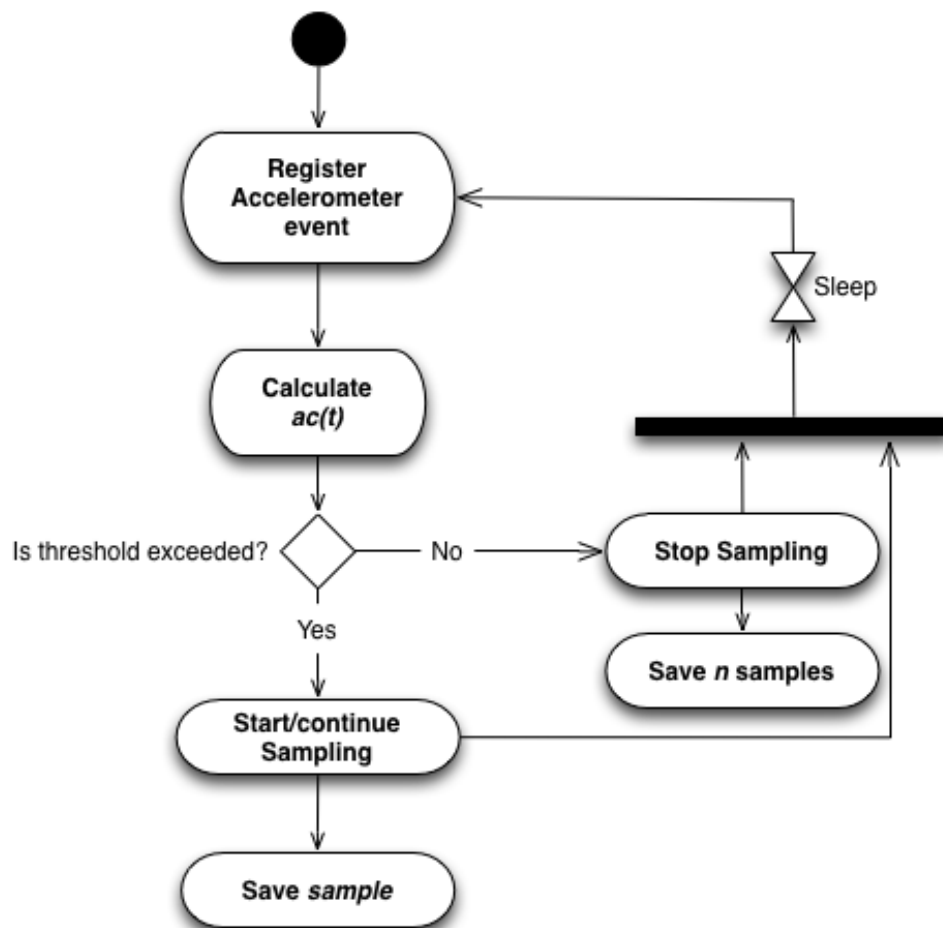 Register
Accelerometer
event
Sleep
Calculate
ac(t)
Is threshold exceeded?
No
Stop Sampling
Yes
Save n samples
Start/continue
Sampling
Save sample